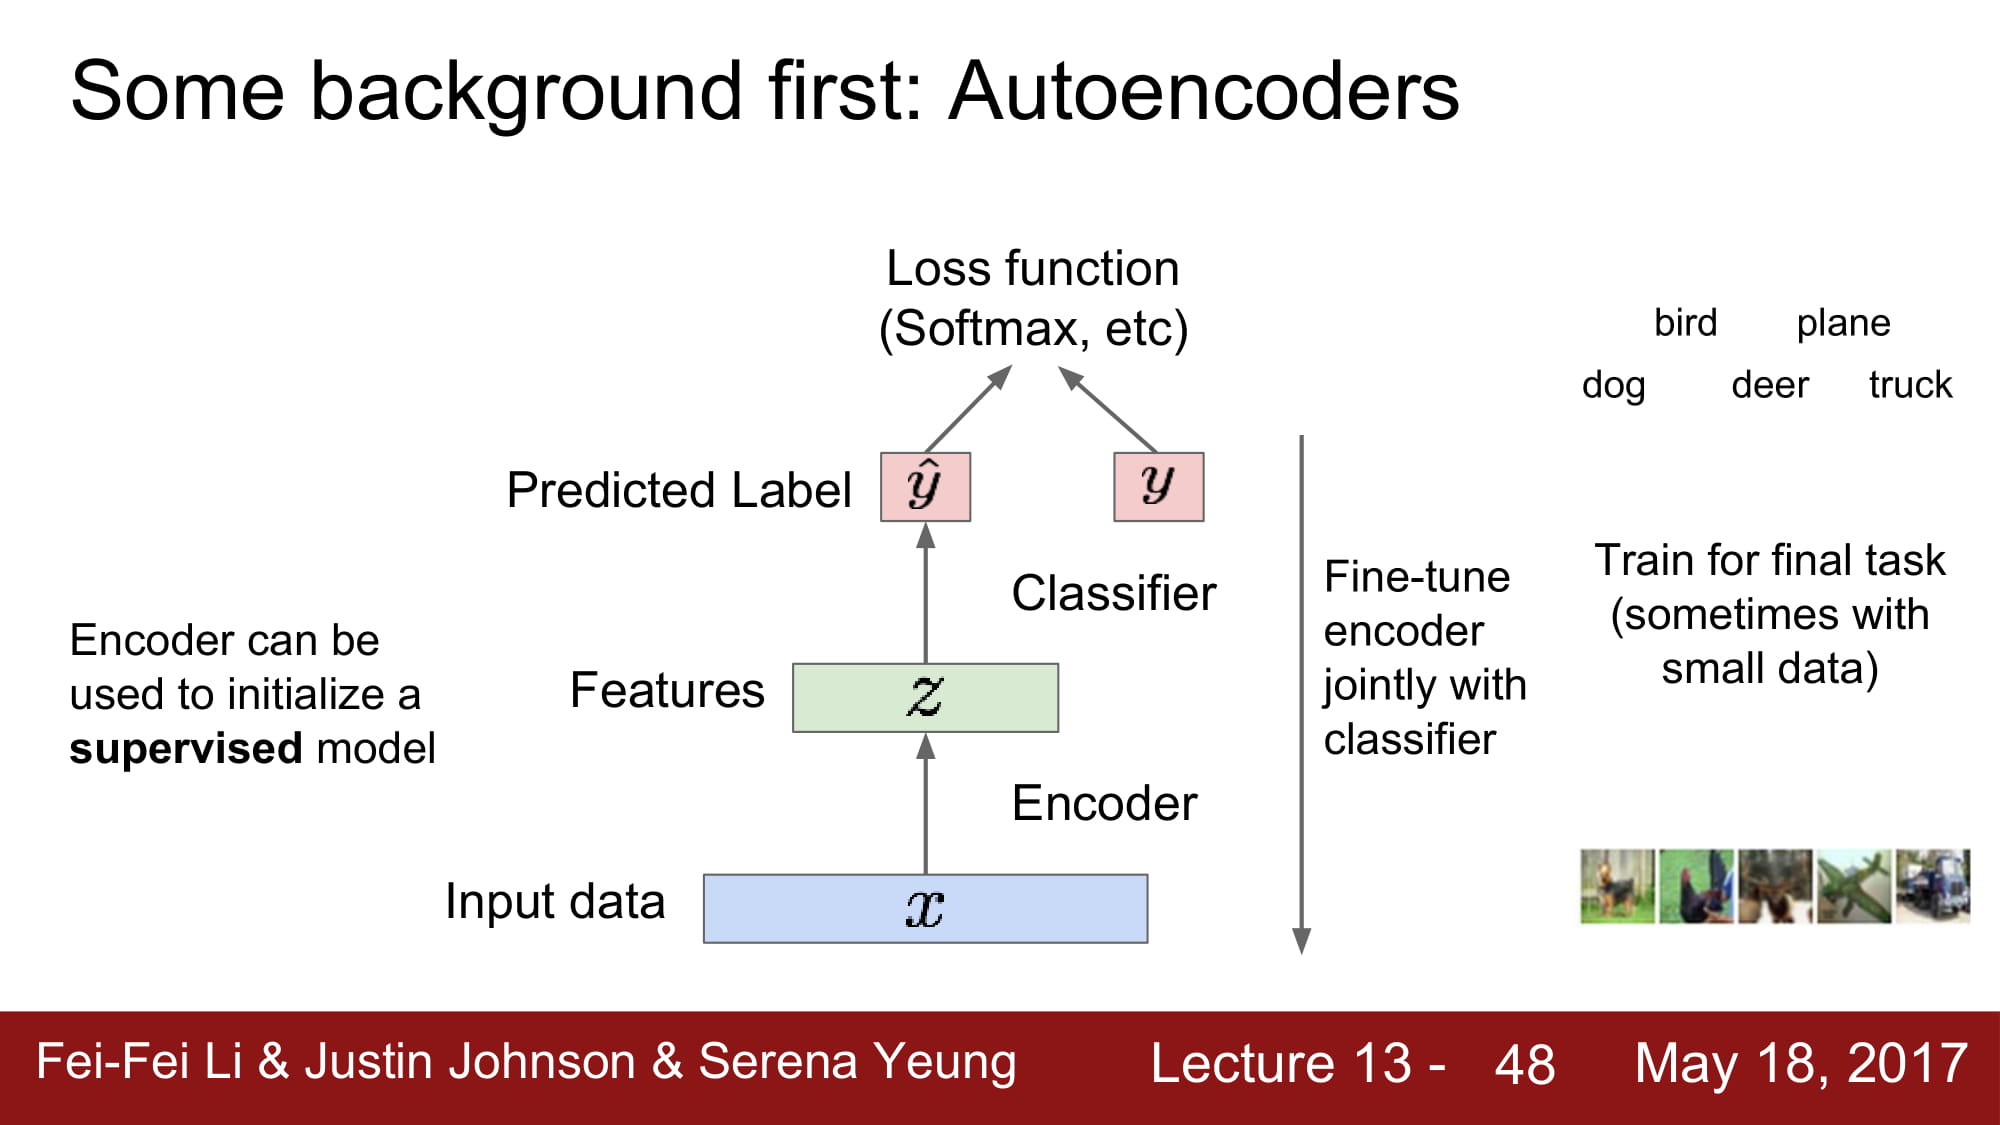 Some background first: Autoencoders
Loss function
(Softmax, etc)
bird plane
dog deer truck
Predicted Label ŷ y
Classifier
Encoder can be
used to initialize a
supervised model
Features z
Encoder
Input data x
Fine-tune
encoder
jointly with
classifier
Train for final task
(sometimes with
small data)
Fei-Fei Li & Justin Johnson & Serena Yeung Lecture 13 - 48 May 18, 2017